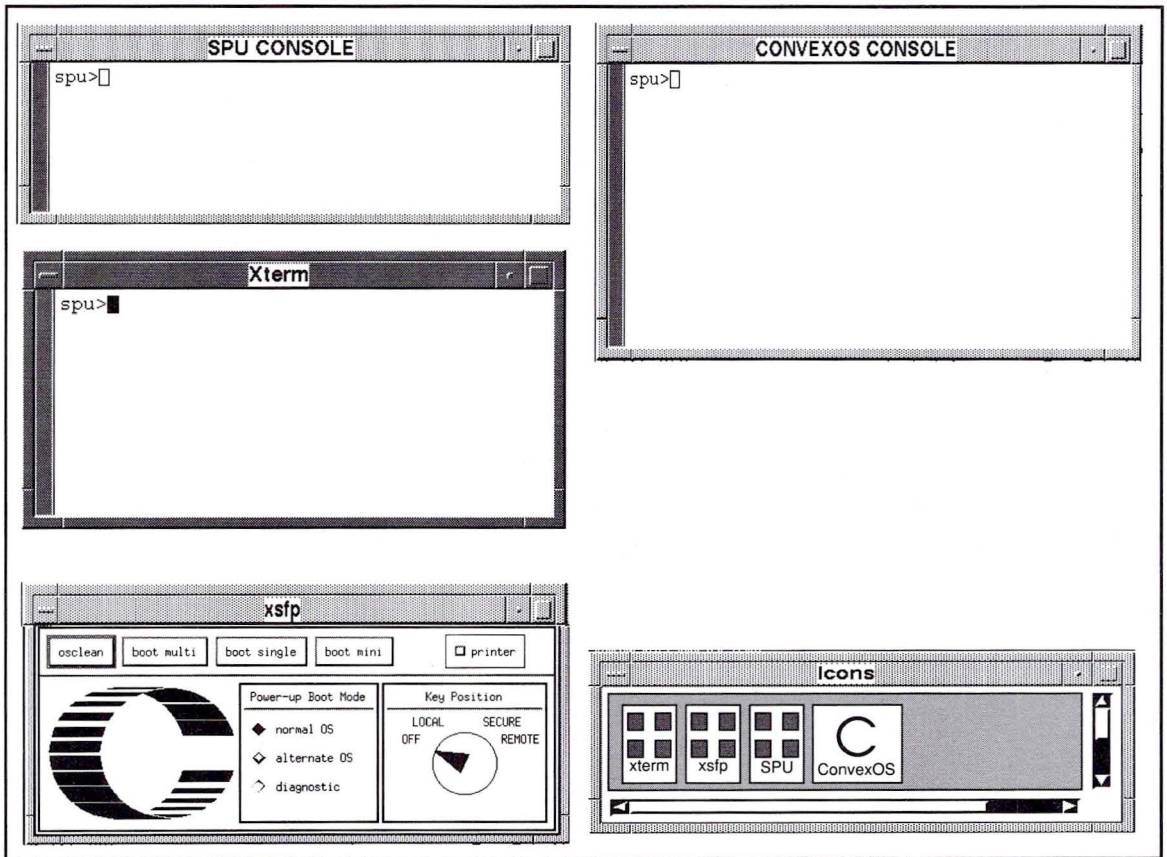 SPU CONSOLE
spu>
CONVEXOS CONSOLE
spu>
Xterm
spu>
xsfp
osclean boot multi boot single boot mini printer
Power-up Boot Mode
normal OS
alternate OS
diagnostic
Key Position
LOCAL SECURE
OFF REMOTE
Icons
xterm xsfp SPU ConvexOS